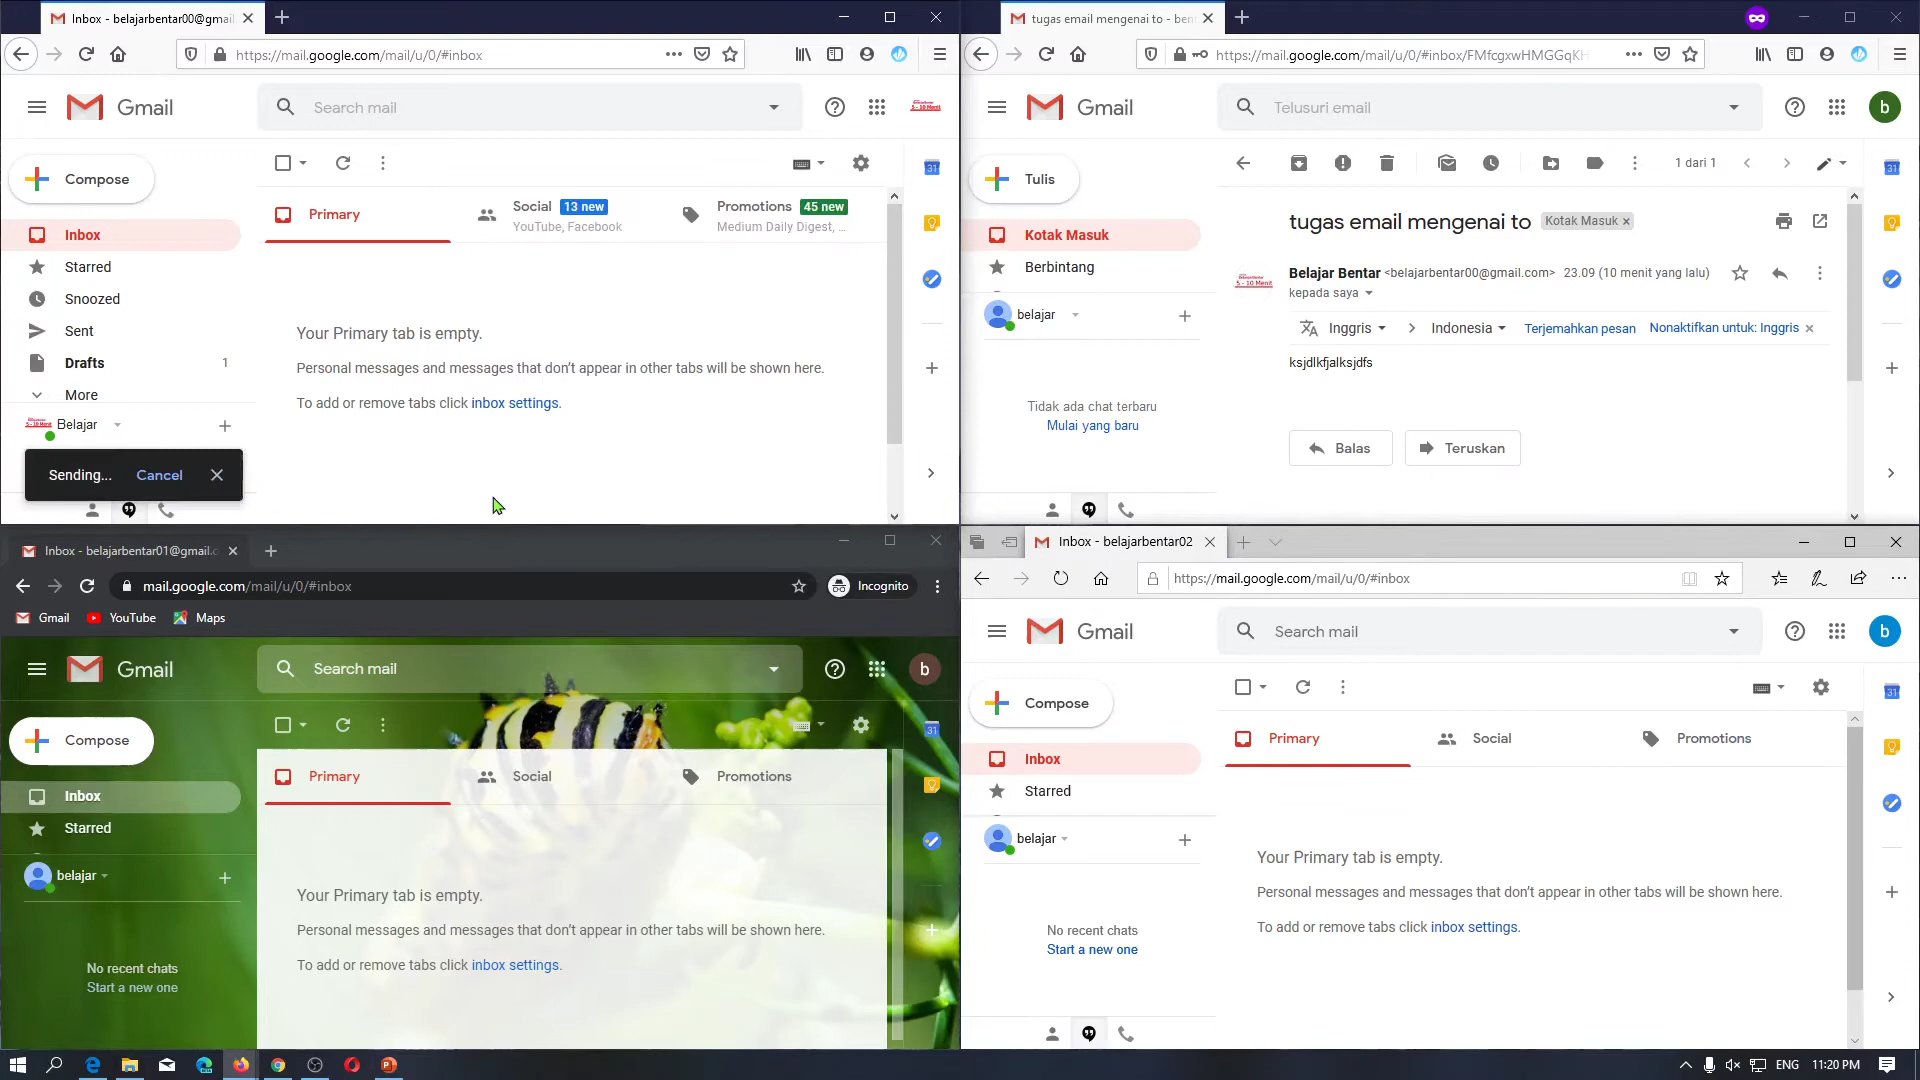 Inbox - belajarbentar00@gmail.
https://mail.google.com/mail/u/0/#inbox
Gmail
Search mail
Compose
Inbox
Starred
Snoozed
Sent
Drafts 1
More
Belajar
Sending... Cancel
Primary
Social 13 new
YouTube, Facebook
Promotions 45 new
Medium Daily Digest, ...
Your Primary tab is empty.
Personal messages and messages that don't appear in other tabs will be shown here.
To add or remove tabs click inbox settings.
31
5 - 10 Menit
tugas email mengenai to - ben
https://mail.google.com/mail/u/0/#inbox/FMfcgxwHMGGqKH
Gmail
Telusuri email
b
Tulis
Kotak Masuk
Berbintang
belajar
Tidak ada chat terbaru
Mulai yang baru
1 dari 1
tugas email mengenai to Kotak Masuk ×
Belajar Bentar <belajarbentar00@gmail.com> 23.09 (10 menit yang lalu)
kepada saya
Inggris > Indonesia Terjemahkan pesan Nonaktifkan untuk: Inggris ×
ksjdlkfjalksjdfs
Balas Teruskan
31
5 - 10 Menit
Inbox - belajarbentar01@gmail.c
mail.google.com/mail/u/0/#inbox
Incognito
Gmail YouTube Maps
Gmail
Search mail
b
Compose
Inbox
Starred
belajar
No recent chats
Start a new one
Primary Social Promotions
Your Primary tab is empty.
Personal messages and messages that don't appear in other tabs will be shown here.
To add or remove tabs click inbox settings.
31
Inbox - belajarbentar02
https://mail.google.com/mail/u/0/#inbox
Gmail
Search mail
b
Compose
Inbox
Starred
belajar
No recent chats
Start a new one
Primary Social Promotions
Your Primary tab is empty.
Personal messages and messages that don't appear in other tabs will be shown here.
To add or remove tabs click inbox settings.
31
ENG 11:20 PM